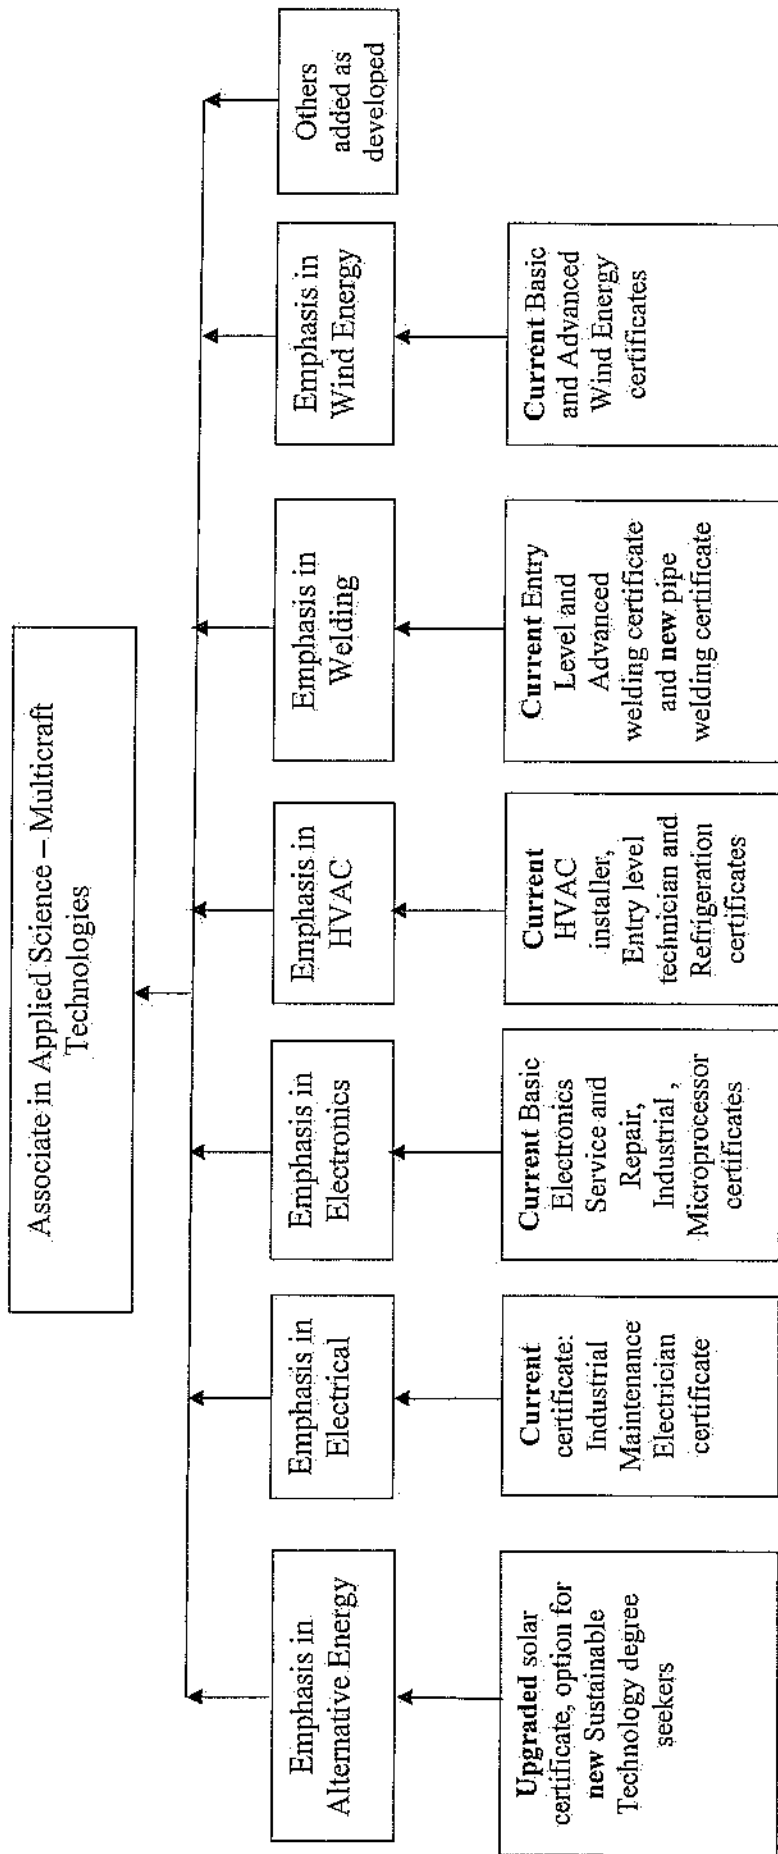 Associate in Applied Science – Multicraft
Technologies
Emphasis in
Alternative Energy
Emphasis in
Electrical
Emphasis in
Electronics
Emphasis in
HVAC
Emphasis in
Welding
Emphasis in
Wind Energy
Others
added as
developed
Upgraded solar
certificate, option for
new Sustainable
Technology degree
seekers
Current
certificate:
Industrial
Maintenance
Electrician
certificate
Current Basic
Electronics
Service and
Repair,
Industrial ,
Microprocessor
certificates
Current
HVAC
installer,
Entry level
technician and
Refrigeration
certificates
Current Entry
Level and
Advanced
welding certificate
and new pipe
welding certificate
Current Basic
and Advanced
Wind Energy
certificates